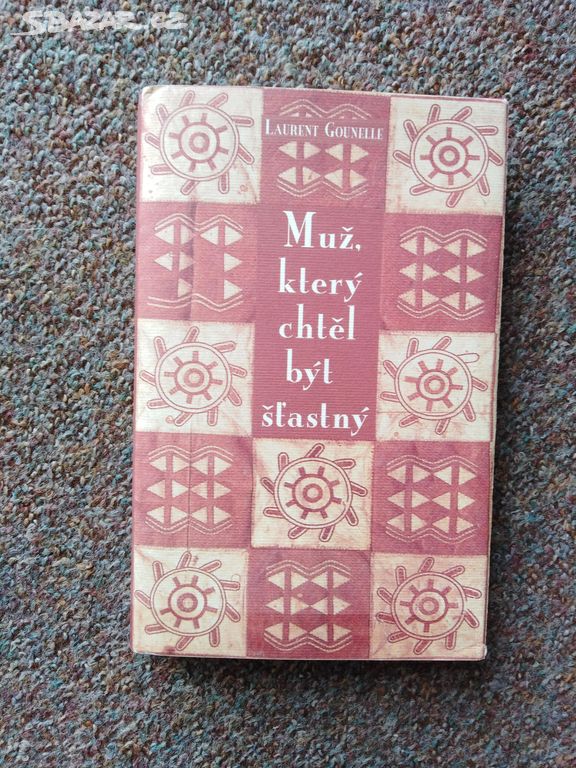 SBAZAR.CZ
LAURENT GOUNELLE
Muž,
který
chtěl
být
šťastný